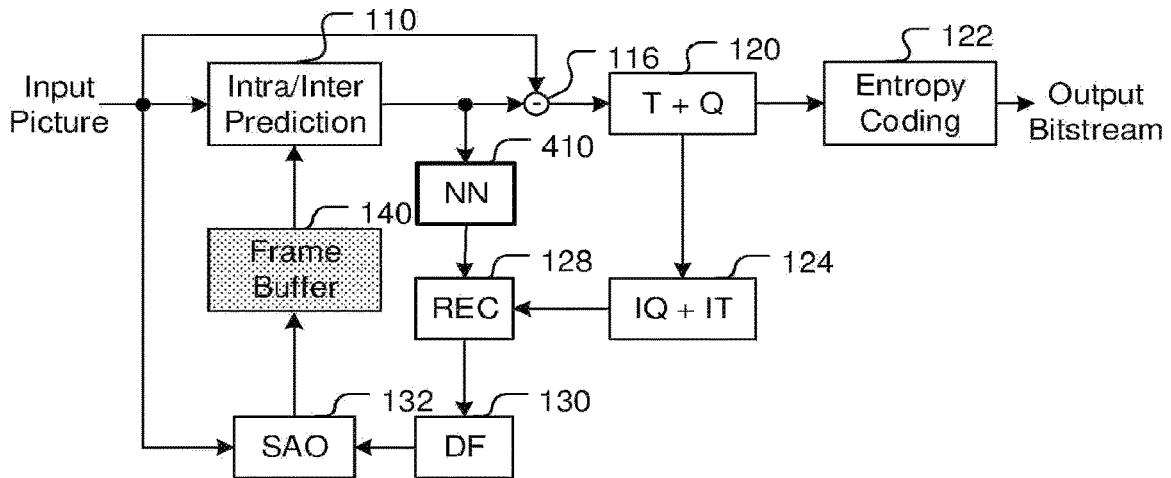 110
116
120
122
Input
Picture
Intra/Inter
Prediction
-
T + Q
Entropy
Coding
Output
Bitstream
410
NN
140
Frame
Buffer
128
REC
124
IQ + IT
132
SAO
130
DF